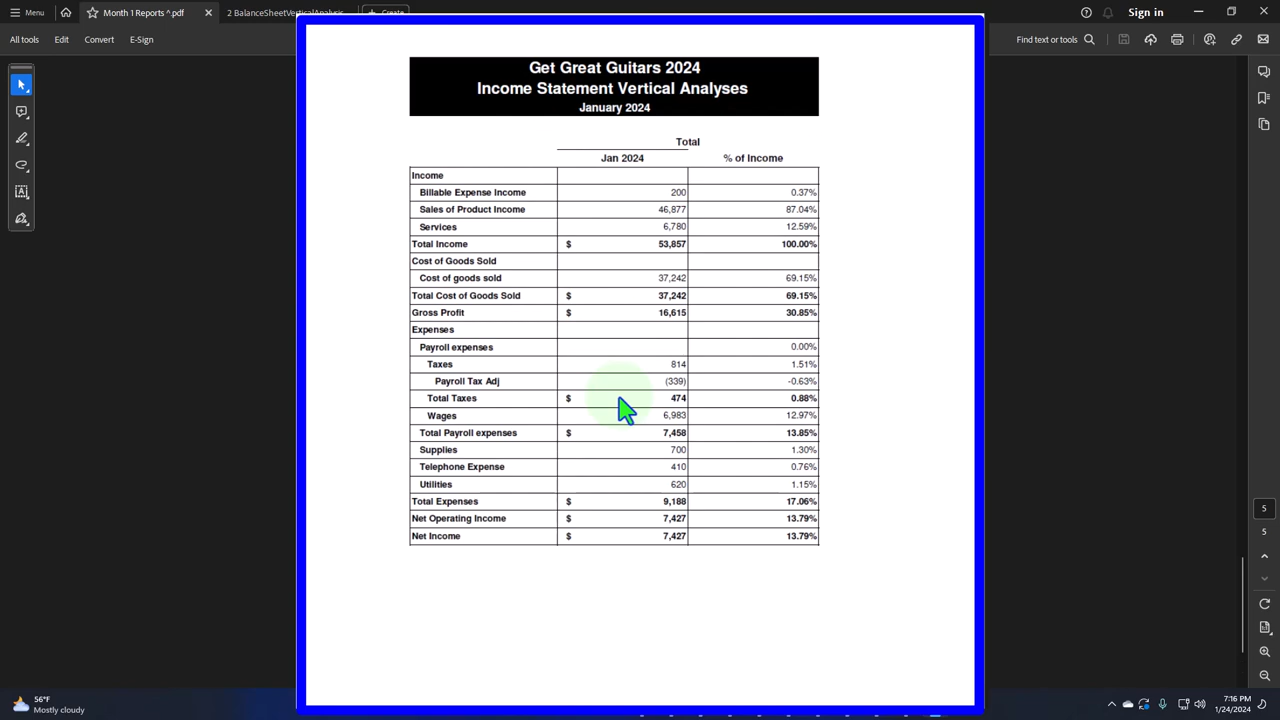 Menu
Month Reports ^.pdf
2 BalanceSheetVerticalAnalysis
+ Create
Sign in
All tools Edit Convert E-Sign
Find text or tools
Get Great Guitars 2024
Income Statement Vertical Analyses
January 2024
Total
Jan 2024 % of Income
Income
Billable Expense Income 200 0.37%
Sales of Product Income 46,877 87.04%
Services 6,780 12.59%
Total Income $ 53,857 100.00%
Cost of Goods Sold
Cost of goods sold 37,242 69.15%
Total Cost of Goods Sold $ 37,242 69.15%
Gross Profit $ 16,615 30.85%
Expenses
Payroll expenses 0.00%
Taxes 814 1.51%
Payroll Tax Adj (339) -0.63%
Total Taxes $ 474 0.88%
Wages 6,983 12.97%
Total Payroll expenses $ 7,458 13.85%
Supplies 700 1.30%
Telephone Expense 410 0.76%
Utilities 620 1.15%
Total Expenses $ 9,188 17.06%
Net Operating Income $ 7,427 13.79%
Net Income $ 7,427 13.79%
5
5
56°F
Mostly cloudy
7:16 PM
1/24/2024